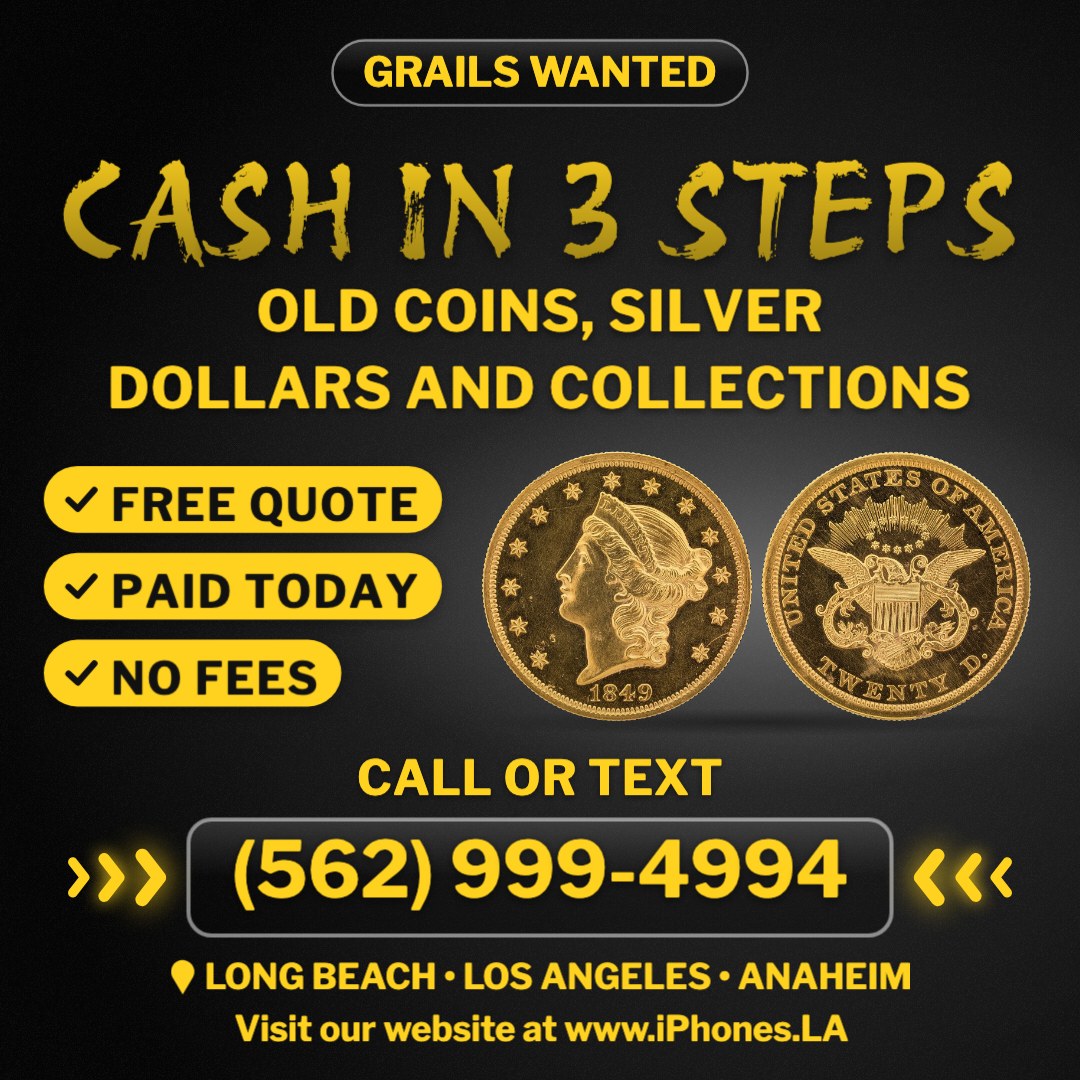 GRAILS WANTED
CASH IN 3 STEPS
OLD COINS, SILVER
DOLLARS AND COLLECTIONS
FREE QUOTE
PAID TODAY
NO FEES
LIBERTY
1849
UNITED STATES OF AMERICA
TWENTY D.
CALL OR TEXT
(562) 999-4994
LONG BEACH • LOS ANGELES • ANAHEIM
Visit our website at www.iPhones.LA